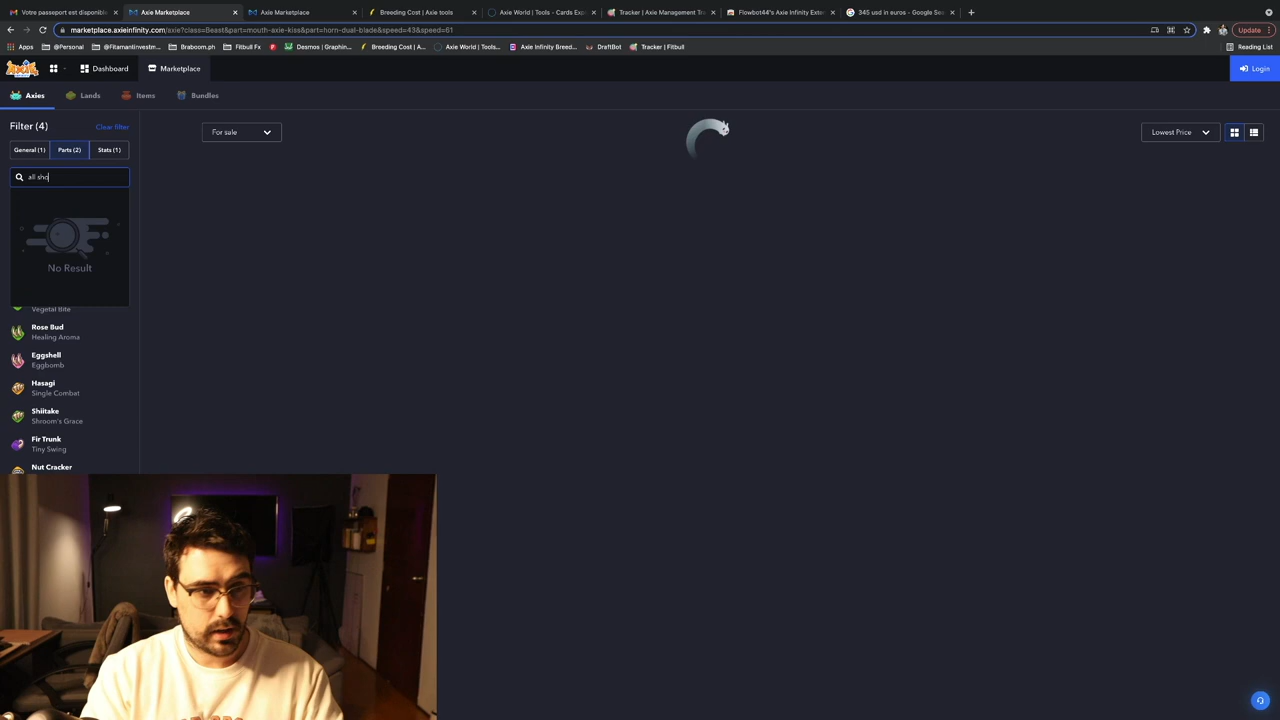 Votre passeport est disponible
Axie Marketplace
Axie Marketplace
Breeding Cost | Axie tools
Axie World | Tools - Cards Exp
Tracker | Axie Management Tr
Flowbot44's Axie Infinity Exte
345 usd in euros - Google Sea
marketplace.axieinfinity.com/axie?class=Beast&part=mouth-axie-kiss&part=horn-dual-blade&speed=43&speed=61
Update
Apps
@Personal
@Fitamantinvestm...
Braboom.ph
Fitbull Fx
Desmos | Graphin...
Breeding Cost | A...
Axie World | Tools...
Axie Infinity Breed...
DraftBot
Tracker | Fitbull
Reading List
Dashboard
Marketplace
Login
Axies
Lands
Items
Bundles
Filter (4)
Clear filter
For sale
Lowest Price
General (1)
Parts (2)
Stats (1)
all sho
No Result
Vegetal Bite
Rose Bud
Healing Aroma
Eggshell
Eggbomb
Hasagi
Single Combat
Shiitake
Shroom's Grace
Fir Trunk
Tiny Swing
Nut Cracker